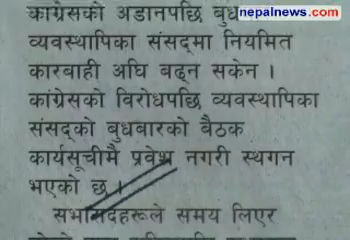 nepalnews.com
कांग्रेसको अडानपछि बुध
व्यवस्थापिका संसद्मा नियमित
कारबाही अघि बढ्न सकेन ।
कांग्रेसको विरोधपछि व्यवस्थापिका
संसद्को बुधबारको बैठक
कार्यसूचीमै प्रवेश नगरी स्थगन
भएको छ ।
सभासदहरूले समय लिएर